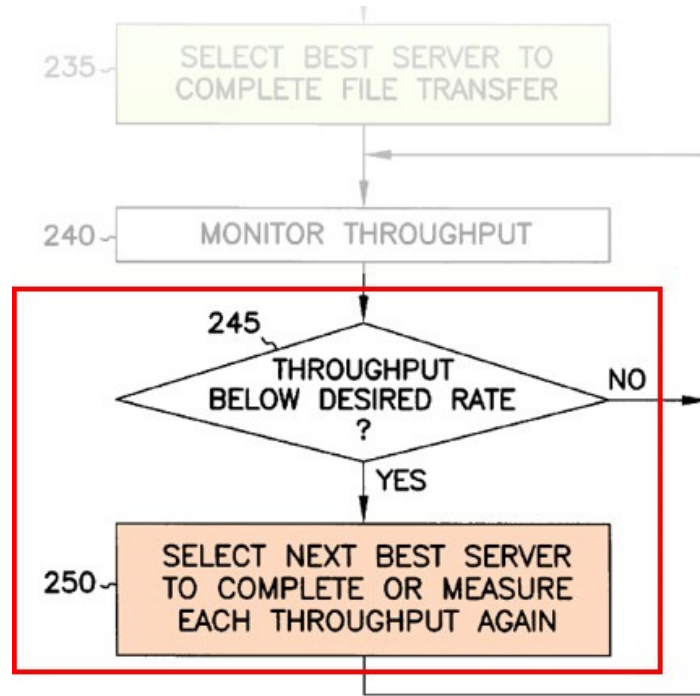 235
SELECT BEST SERVER TO
COMPLETE FILE TRANSFER
240
MONITOR THROUGHPUT
245
THROUGHPUT
BELOW DESIRED RATE
?
NO
YES
250
SELECT NEXT BEST SERVER
TO COMPLETE OR MEASURE
EACH THROUGHPUT AGAIN